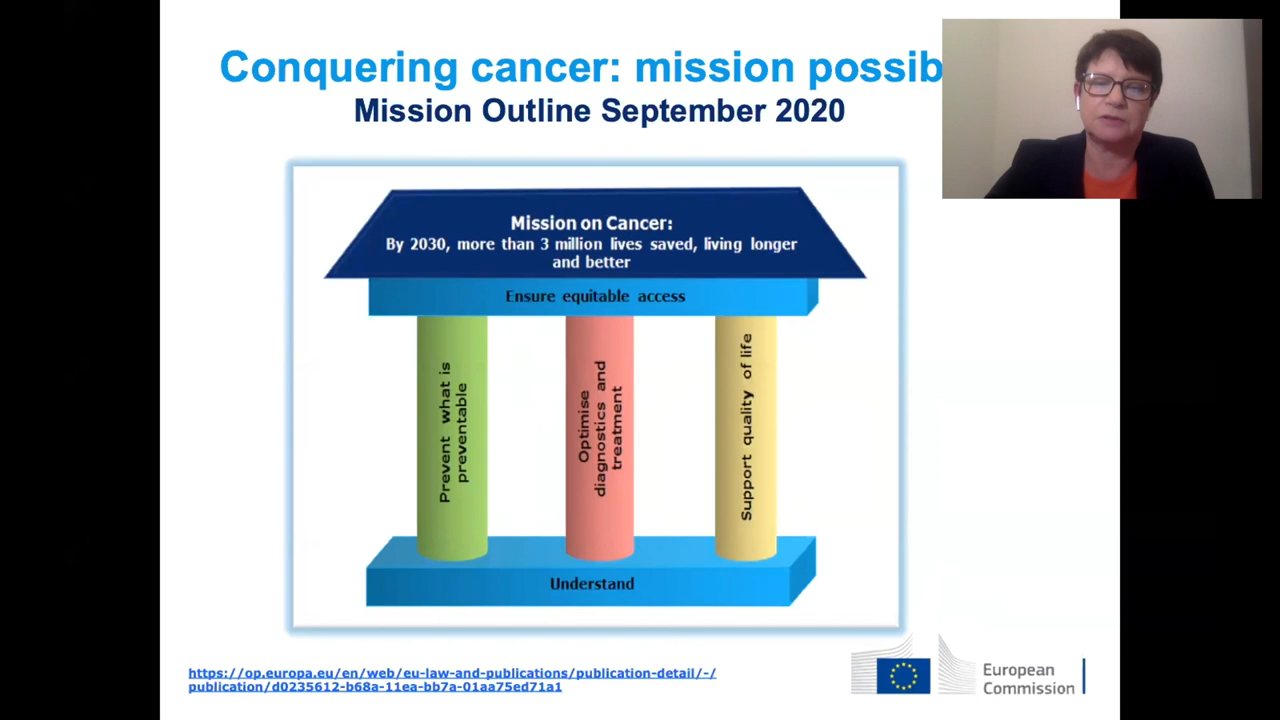 Conquering cancer: mission possib
Mission Outline September 2020
Mission on Cancer:
By 2030, more than 3 million lives saved, living longer
and better
Ensure equitable access
Prevent what is
preventable
Optimise
diagnostics and
treatment
Support quality of life
Understand
https://op.europa.eu/en/web/eu-law-and-publications/publication-detail/-/
publication/d0235612-b68a-11ea-bb7a-01aa75ed71a1
European
Commission